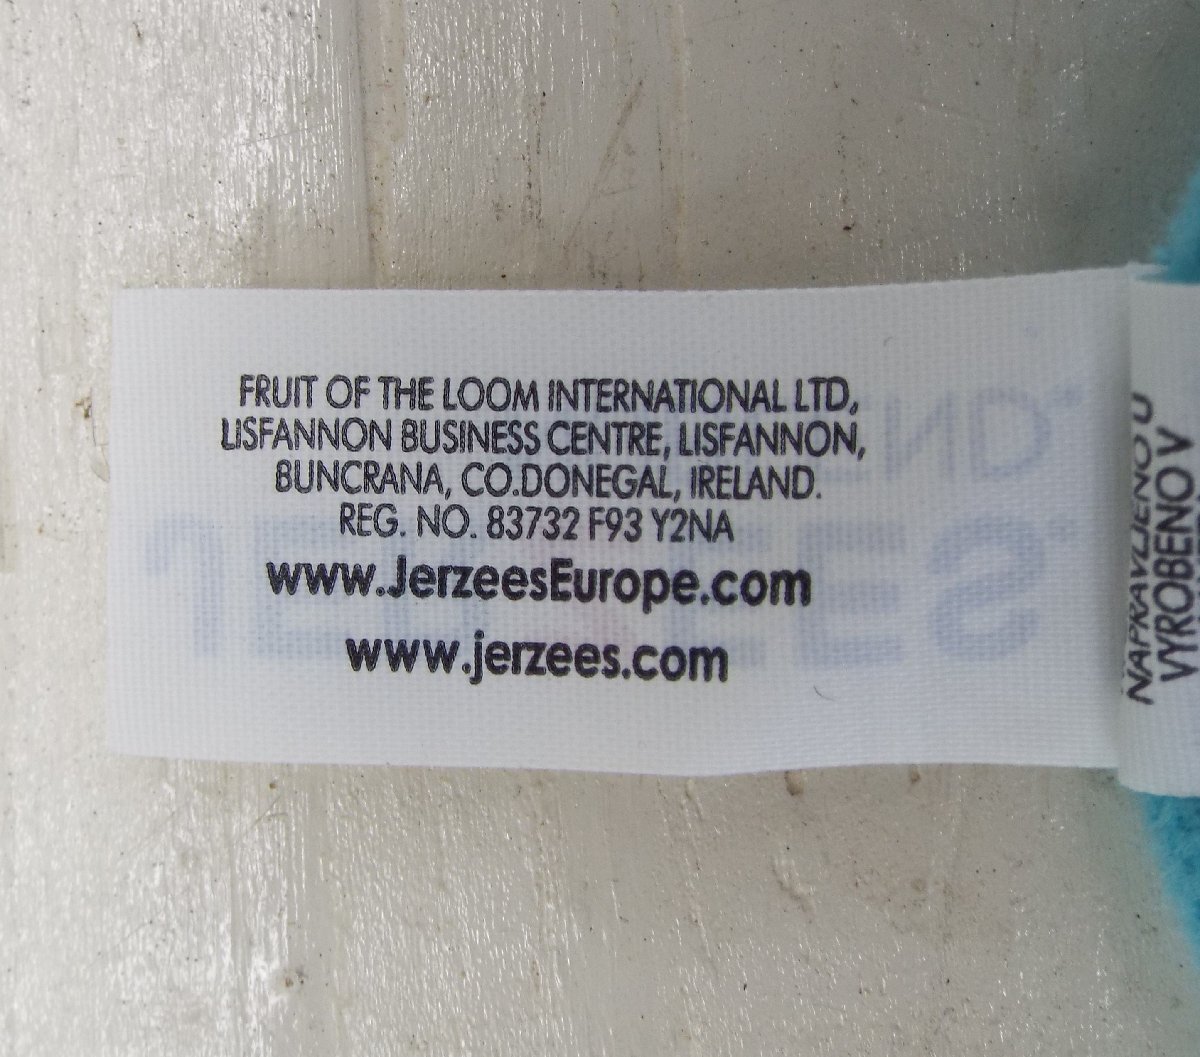 FRUIT OF THE LOOM INTERNATIONAL LTD,
LISFANNON BUSINESS CENTRE, LISFANNON,
BUNCRANA, CO.DONEGAL, IRELAND.
REG. NO. 83732 F93 Y2NA
www.JerzeesEurope.com
www.jerzees.com
NAPRAVLJENO U
VYROBENO V